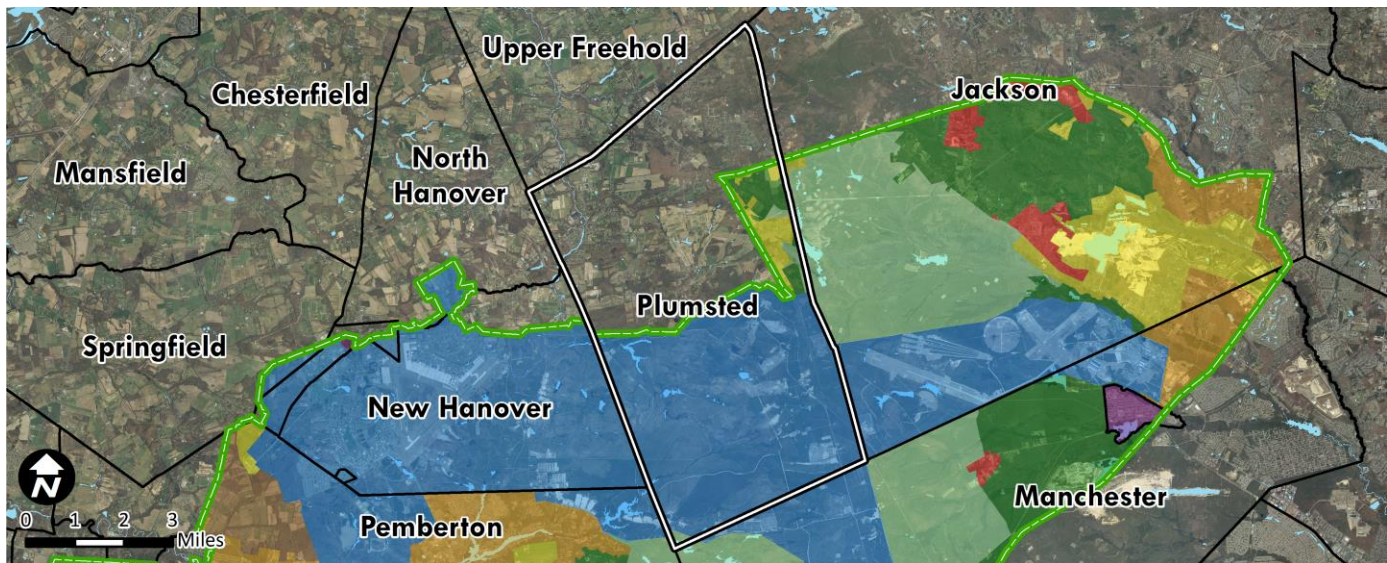 Upper Freehold
Chesterfield
Jackson
North
Hanover
Mansfield
Plumsted
Springfield
New Hanover
Manchester
Pemberton
N
0 1 2 3
Miles